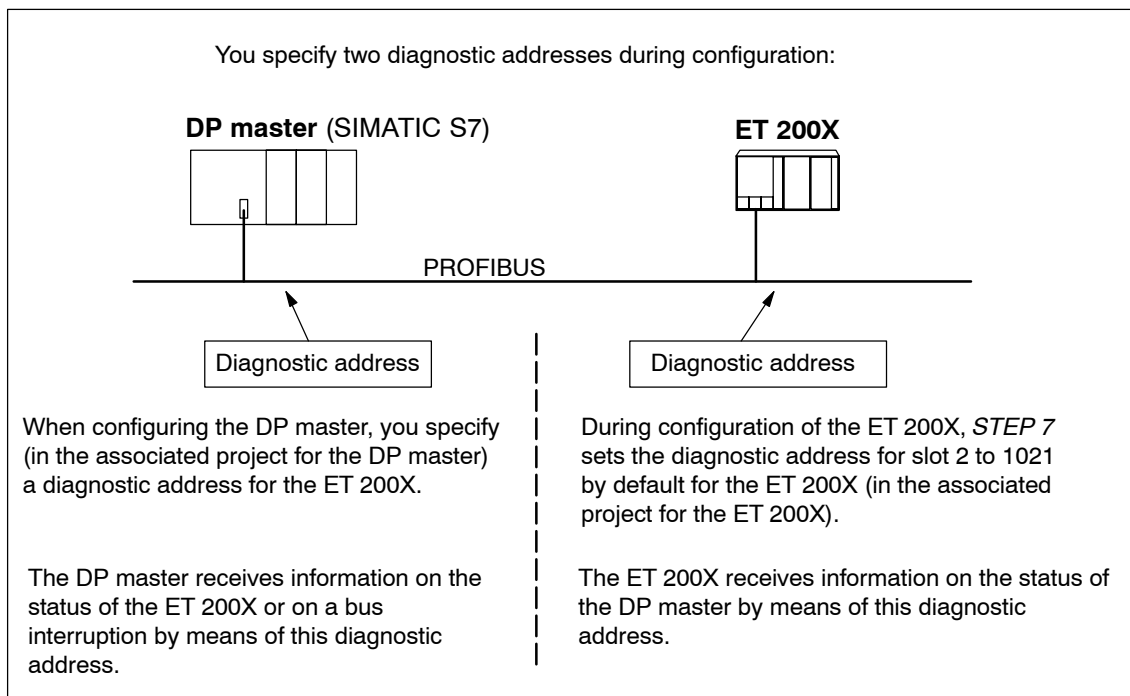 You specify two diagnostic addresses during configuration:
DP master (SIMATIC S7)
ET 200X
PROFIBUS
Diagnostic address
Diagnostic address
When configuring the DP master, you specify
(in the associated project for the DP master)
a diagnostic address for the ET 200X.
The DP master receives information on the
status of the ET 200X or on a bus
interruption by means of this diagnostic
address.
During configuration of the ET 200X, STEP 7
sets the diagnostic address for slot 2 to 1021
by default for the ET 200X (in the associated
project for the ET 200X).
The ET 200X receives information on the status of
the DP master by means of this diagnostic
address.